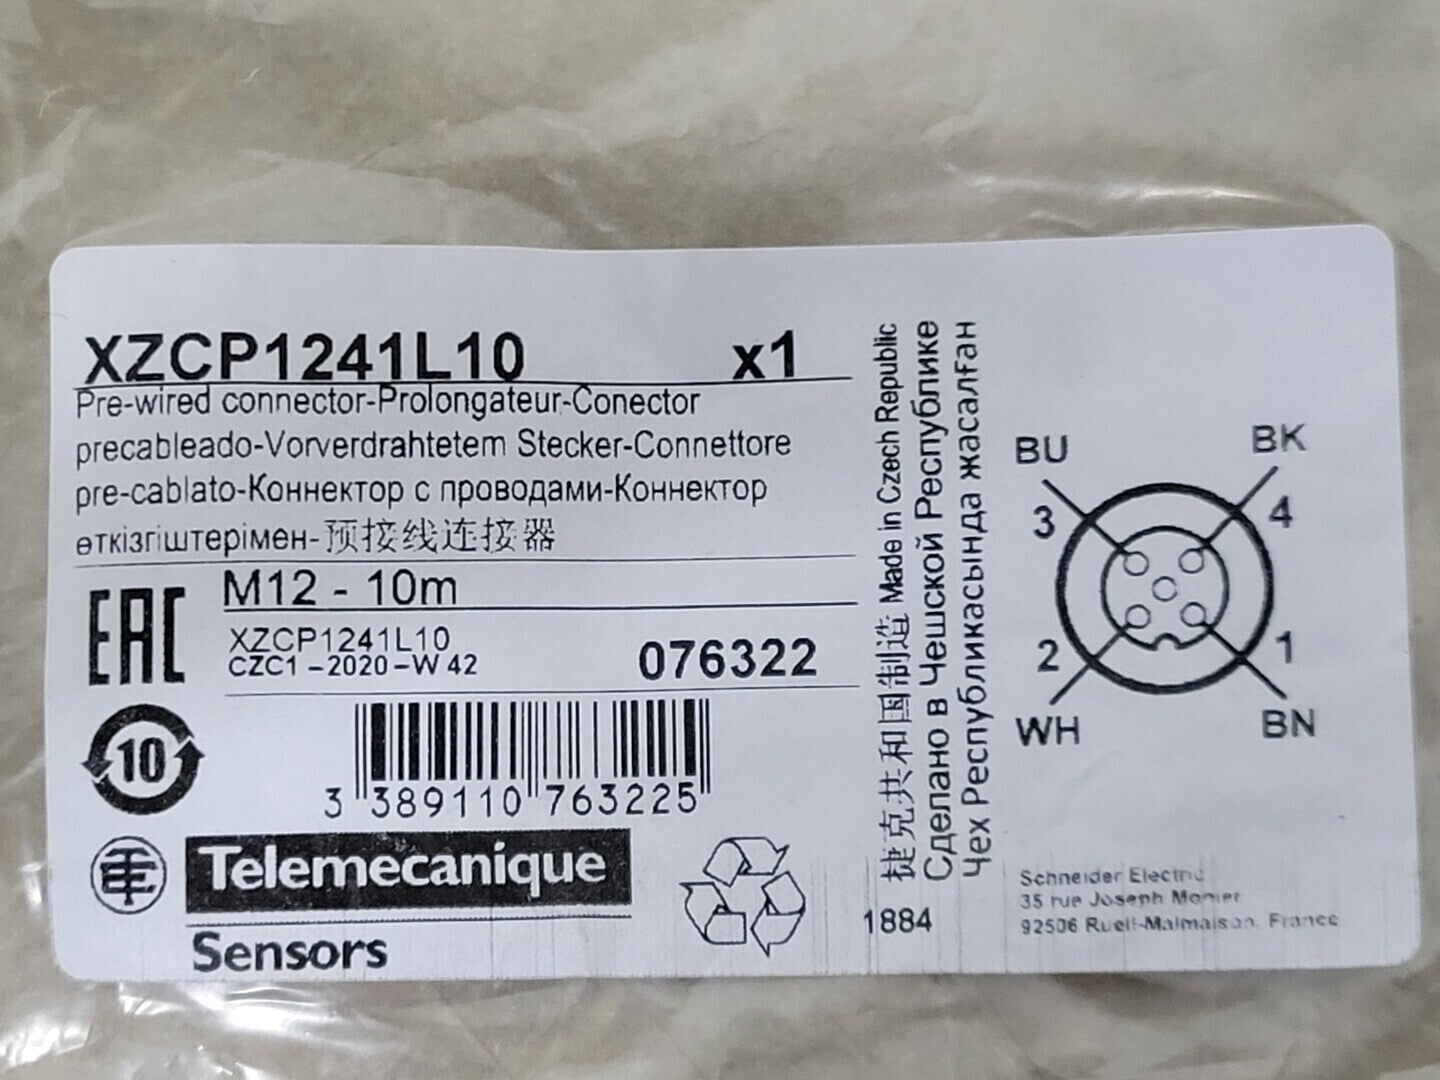 XZCP1241L10 x1
Pre-wired connector-Prolongateur-Conector
precableado-Vorverdrahtetem Stecker-Connettore
pre-cablato-Коннектор с проводами-Коннектор
өткізгіштерімен-预接线连接器
EAC
M12 - 10m
XZCP1241L10
CZC1-2020-W 42
076322
10
3 389110 763225
Telemecanique
Sensors
捷克共和国制造 Made in Czech Republic
Сделано в Чешской Республике
Чех Республикасында жасалған
1884
BU
BK
3
4
2
1
WH
BN
Schneider Electric
35 rue Joseph Monier
92506 Rueil-Malmaison France